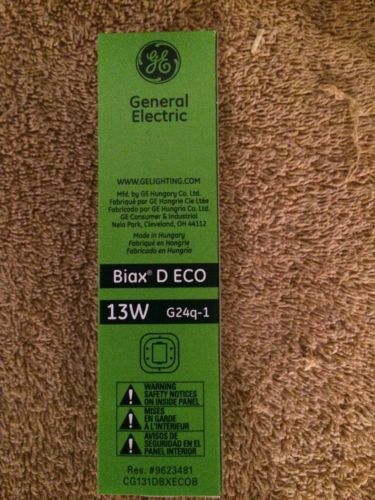 GE
General
Electric
WWW.GELIGHTING.COM
Mfd. by GE Hungary Co. Ltd.
Fabriqué par GE Hongrie Cie Ltée
Fabricado por GE Hungría Co. Ltd.
GE Consumer & Industrial
Nela Park, Cleveland, OH 44112
Made in Hungary
Fabriqué en Hongrie
Fabricado en Hungría
Biax® D ECO
13W G24q-1
WARNING
SAFETY NOTICES
ON INSIDE PANEL
MISES
EN GARDE
À L'INTÉRIEUR
AVISOS DE
SEGURIDAD EN EL
PANEL INTERIOR
Res. #9623481
CG131DBXECOB